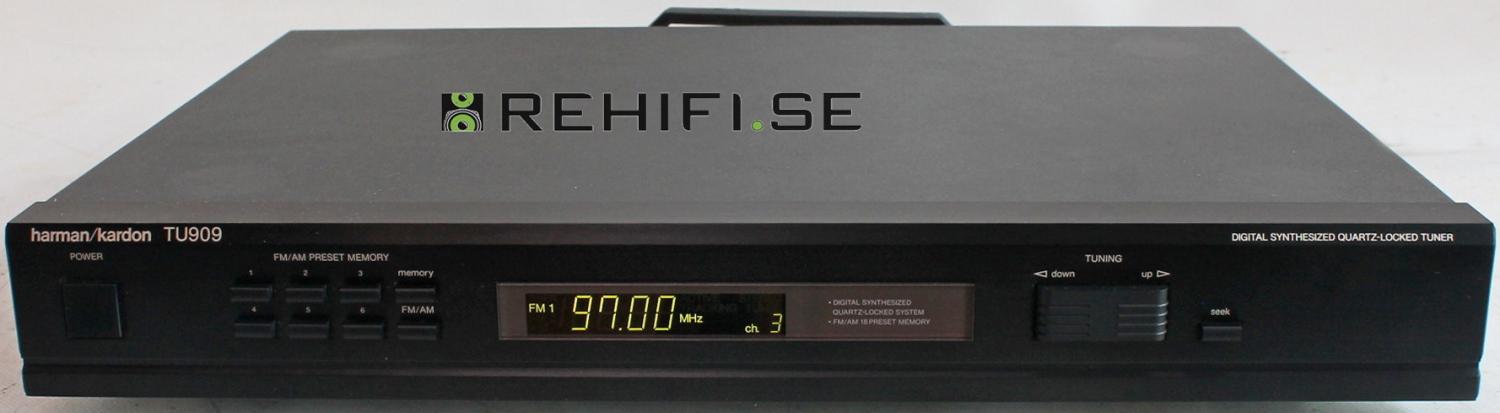 REHIFI.SE
harman/kardon TU909
DIGITAL SYNTHESIZED QUARTZ-LOCKED TUNER
POWER
FM/AM PRESET MEMORY
1 2 3 memory
4 5 6 FM/AM
FM 1 97.00 MHz
ch. 3
• DIGITAL SYNTHESIZED
QUARTZ-LOCKED SYSTEM
• FM/AM 18 PRESET MEMORY
TUNING
◁ down up ▷
seek